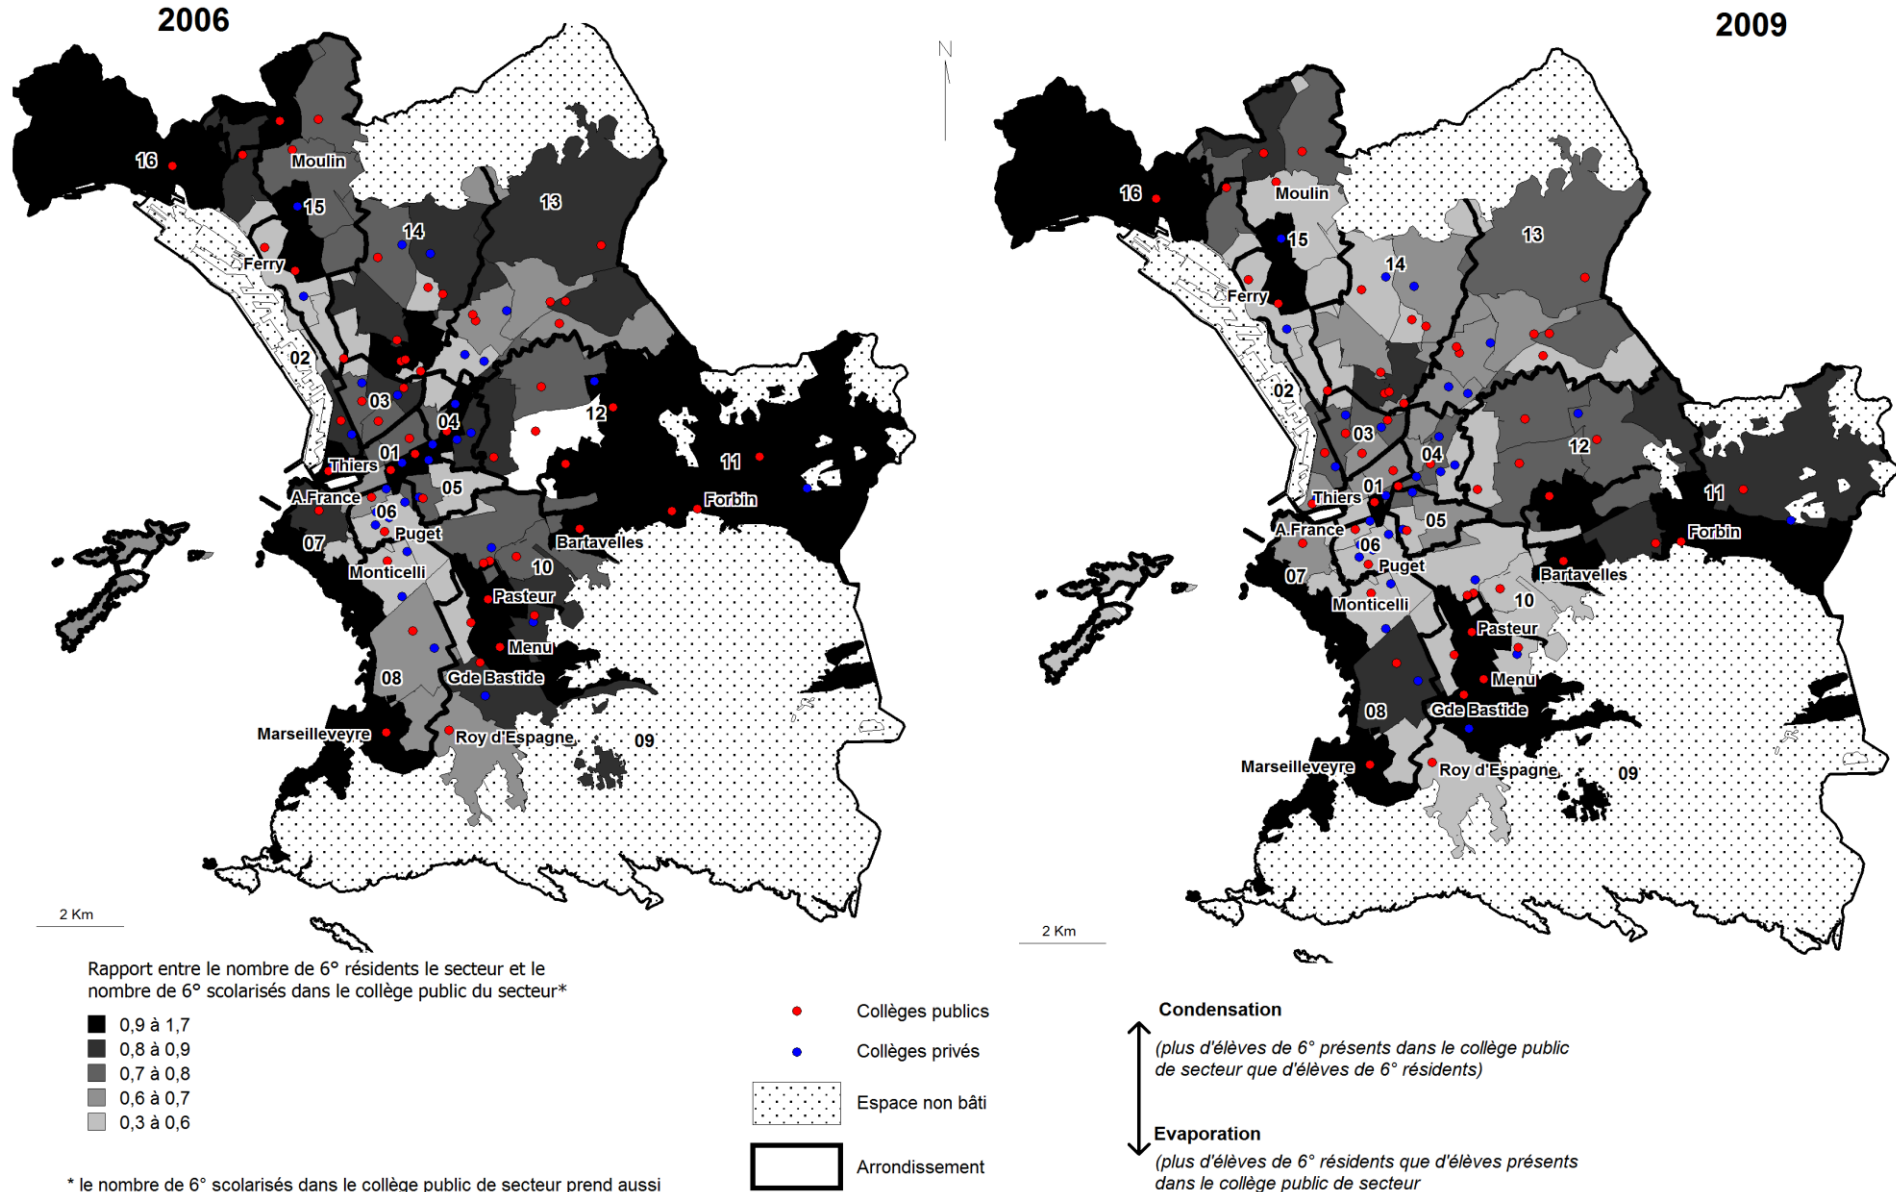 2006
2009
N
16
Moulin
15
13
14
Ferry
02
03
04
12
01
Thiers
11
A.France
05
Forbin
06
07
Puget
Bartavelles
Monticelli
10
Pasteur
Menu
08
Gde Bastide
Marseilleveyre
Roy d'Espagne
09
2 Km
16
Moulin
15
13
14
Ferry
02
03
04
12
01
Thiers
11
A.France
05
Forbin
06
07
Puget
Bartavelles
Monticelli
10
Pasteur
Menu
08
Gde Bastide
Marseilleveyre
Roy d'Espagne
09
2 Km
Rapport entre le nombre de 6° résidents le secteur et le
nombre de 6° scolarisés dans le collège public du secteur*
0,9 à 1,7
0,8 à 0,9
0,7 à 0,8
0,6 à 0,7
0,3 à 0,6
* le nombre de 6° scolarisés dans le collège public de secteur prend aussi
Collèges publics
Collèges privés
Espace non bâti
Arrondissement
Condensation
(plus d'élèves de 6° présents dans le collège public
de secteur que d'élèves de 6° résidents)
Evaporation
(plus d'élèves de 6° résidents que d'élèves présents
dans le collège public de secteur